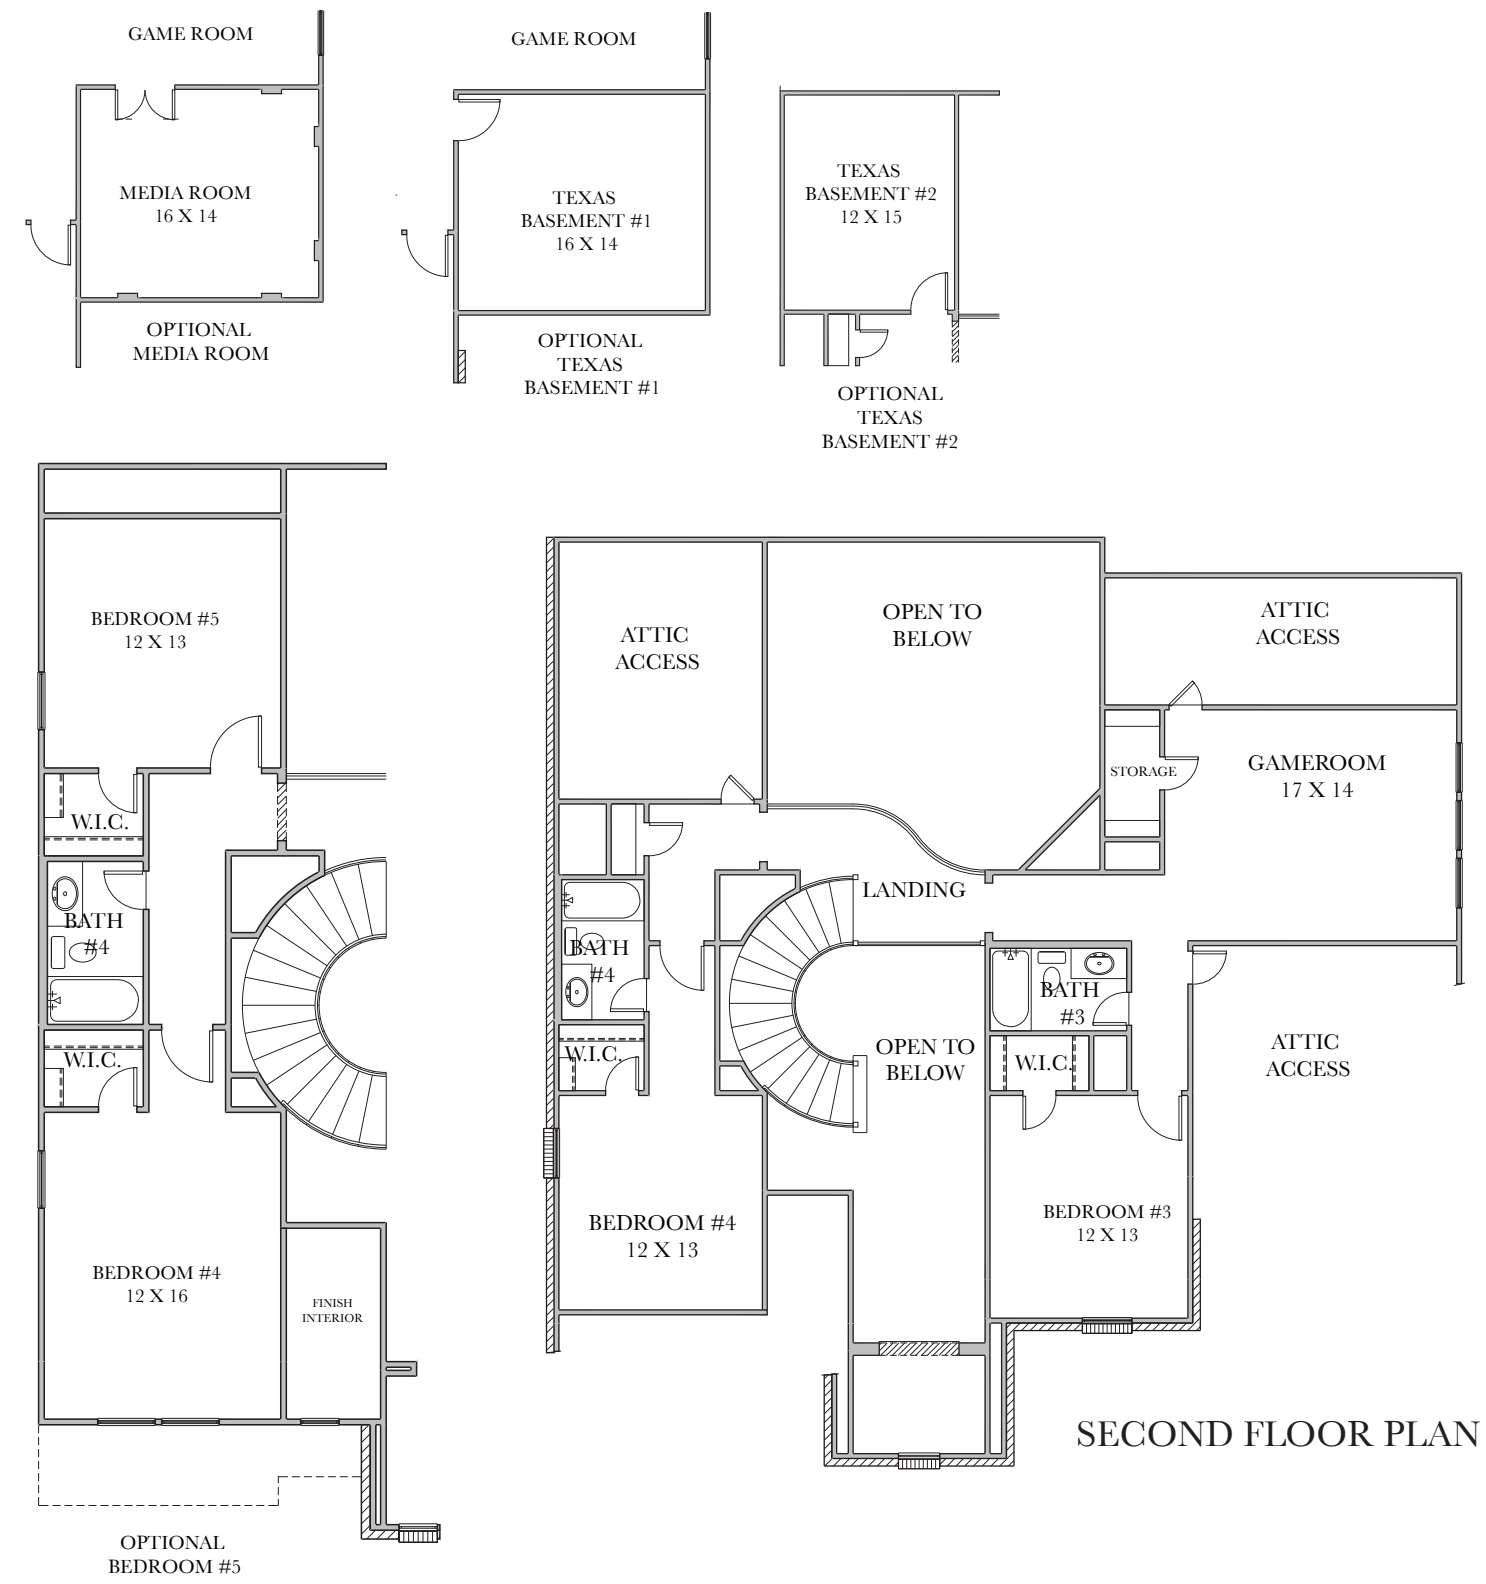 GAME ROOM
MEDIA ROOM
16 X 14
OPTIONAL
MEDIA ROOM
GAME ROOM
TEXAS
BASEMENT #1
16 X 14
OPTIONAL
TEXAS
BASEMENT #1
TEXAS
BASEMENT #2
12 X 15
OPTIONAL
TEXAS
BASEMENT #2
BEDROOM #5
12 X 13
W.I.C.
BATH
#4
W.I.C.
BEDROOM #4
12 X 16
FINISH
INTERIOR
OPTIONAL
BEDROOM #5
ATTIC
ACCESS
OPEN TO
BELOW
ATTIC
ACCESS
STORAGE
GAMEROOM
17 X 14
LANDING
BATH
#4
W.I.C.
OPEN TO
BELOW
BATH
#3
W.I.C.
ATTIC
ACCESS
BEDROOM #4
12 X 13
BEDROOM #3
12 X 13
SECOND FLOOR PLAN